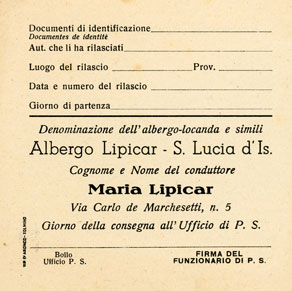 Documenti di identificazione
Documentes de identité
Aut. che li ha rilasciati
Luogo del rilascio Prov.
Data e numero del rilascio
Giorno di partenza
Denominazione dell'albergo-locanda e simili
Albergo Lipicar - S. Lucia d'Is.
Cognome e Nome del conduttore
Maria Lipicar
Via Carlo de Marchesetti, n. 5
Giorno della consegna all'Ufficio di P. S.
Bollo
Ufficio P. S.
FIRMA DEL
FUNZIONARIO DI P. S.